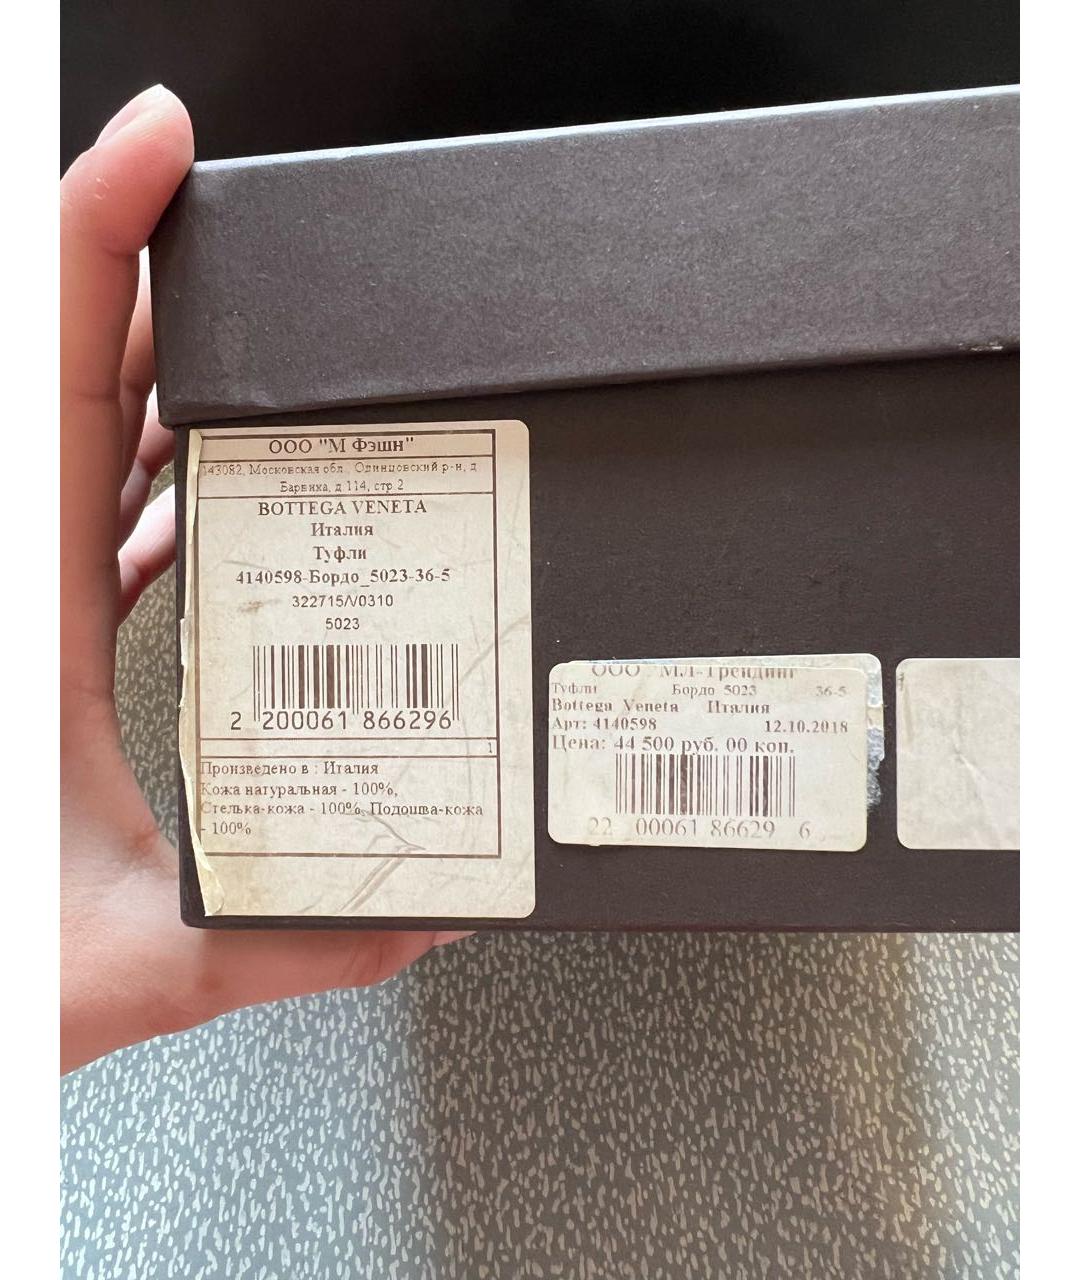 ООО "М Фэшн"
143082, Московская обл., Одинцовский р-н, д
Барвиха, д 114, стр 2
BOTTEGA VENETA
Италия
Туфли
4140598-Бордо_5023-36-5
322715/V0310
5023
2 200061 866296
1
Произведено в : Италия
Кожа натуральная - 100%,
Стелька-кожа - 100%, Подошва-кожа
- 100%
ООО "МЛ-Трейдинг
Туфли Бордо 5023 36-5
Bottega Veneta Италия
Арт: 4140598 12.10.2018
Цена: 44 500 руб. 00 коп.
22 00061 86629 6